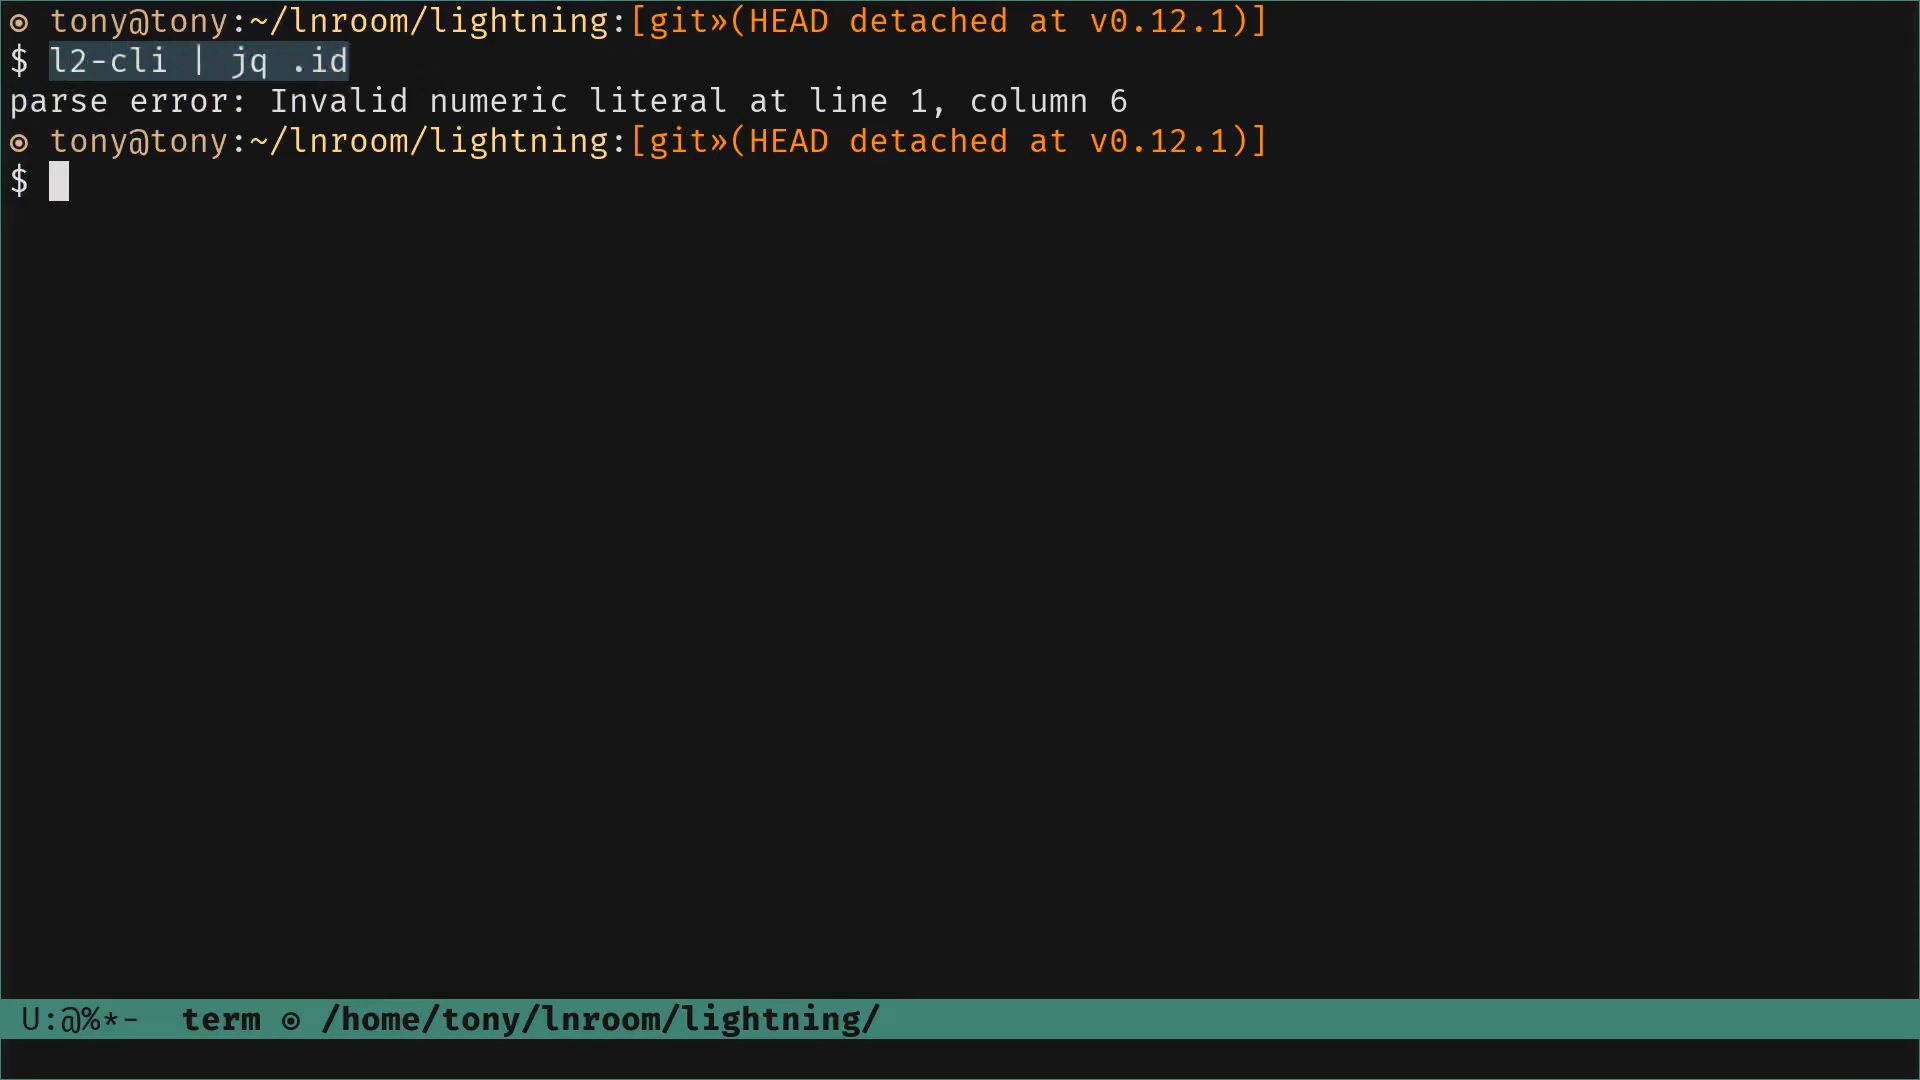 ⊙ tony@tony:~/lnroom/lightning:[git»(HEAD detached at v0.12.1)]
$ l2-cli | jq .id
parse error: Invalid numeric literal at line 1, column 6
⊙ tony@tony:~/lnroom/lightning:[git»(HEAD detached at v0.12.1)]
$
U:@%*-  term ⊙ /home/tony/lnroom/lightning/